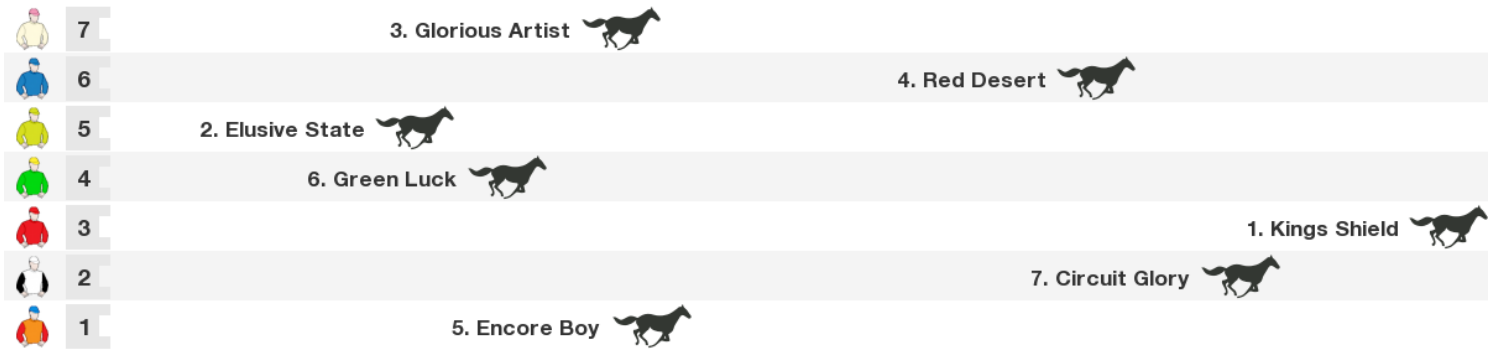 7 3. Glorious Artist
6 4. Red Desert
5 2. Elusive State
4 6. Green Luck
3 1. Kings Shield
2 7. Circuit Glory
1 5. Encore Boy